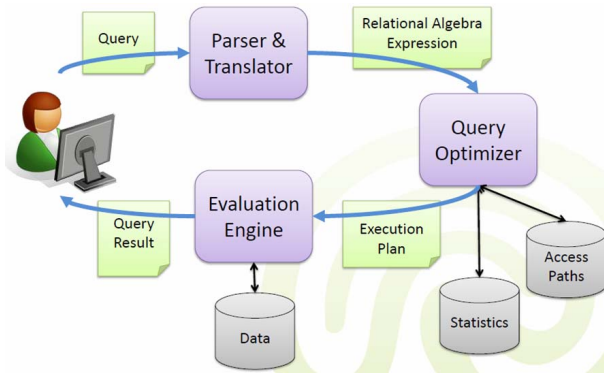 Query
Parser &
Translator
Relational Algebra
Expression
Query
Optimizer
Access
Paths
Statistics
Execution
Plan
Evaluation
Engine
Data
Query
Result